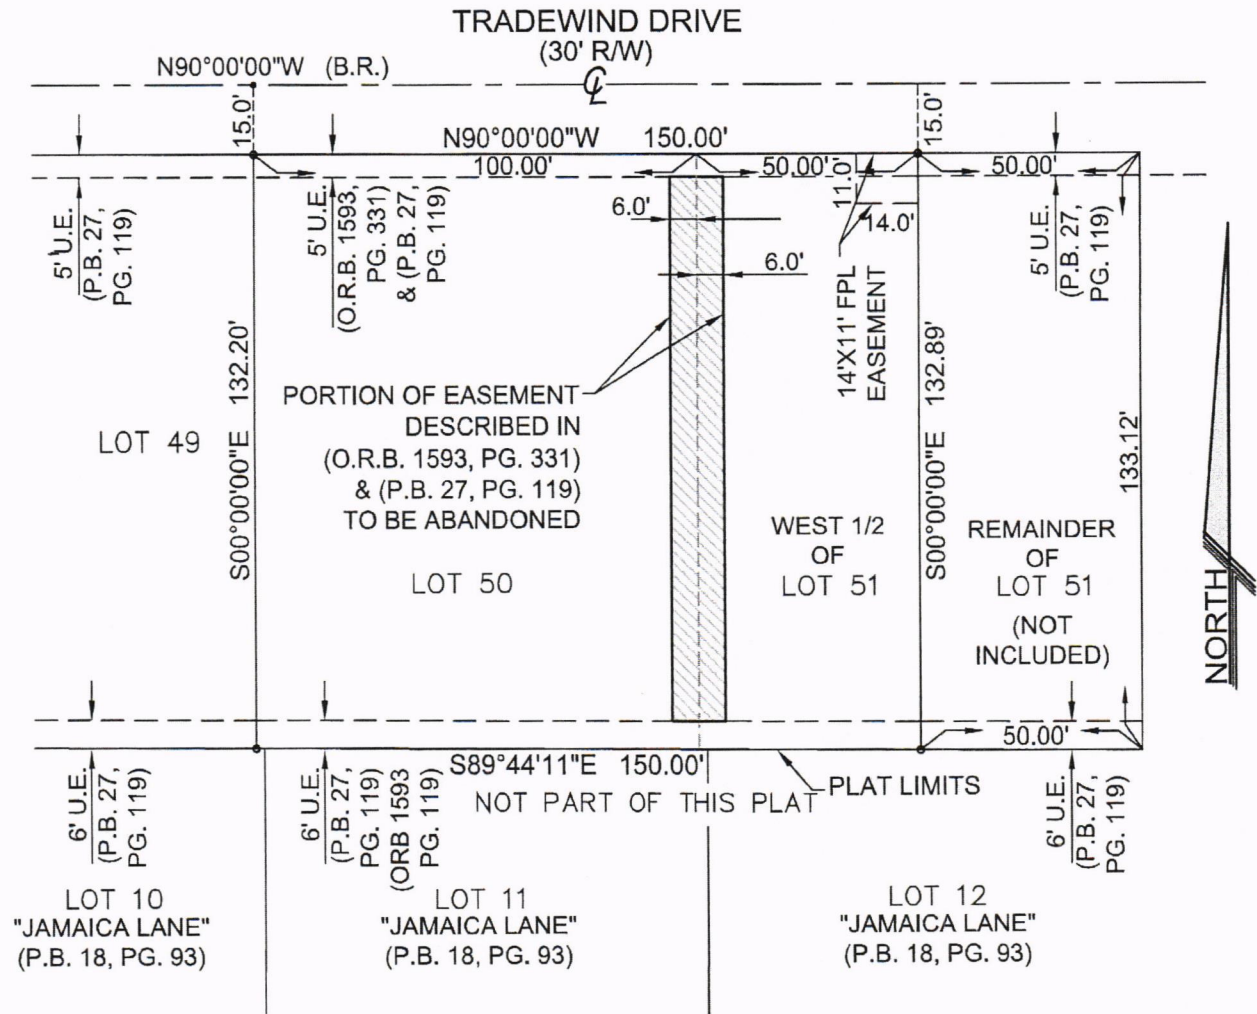 TRADEWIND DRIVE
(30' R/W)
N90°00'00"W (B.R.)
CL
15.0'
15.0'
N90°00'00"W 150.00'
100.00'
50.00'
50.00'
11.0'
14.0'
6.0'
6.0'
5' U.E.
(P.B. 27,
PG. 119)
5' U.E.
(O.R.B. 1593,
PG. 331)
& (P.B. 27,
PG. 119)
14'X11' FPL
EASEMENT
5' U.E.
(P.B. 27,
PG. 119)
S00°00'00"E 132.20'
S00°00'00"E 132.89'
133.12'
PORTION OF EASEMENT
DESCRIBED IN
(O.R.B. 1593, PG. 331)
& (P.B. 27, PG. 119)
TO BE ABANDONED
LOT 49
LOT 50
WEST 1/2
OF
LOT 51
REMAINDER
OF
LOT 51
(NOT
INCLUDED)
NORTH
50.00'
S89°44'11"E 150.00'
PLAT LIMITS
NOT PART OF THIS PLAT
6' U.E.
(P.B. 27,
PG. 119)
6' U.E.
(P.B. 27,
PG. 119)
(ORB 1593
PG. 119)
6' U.E.
(P.B. 27,
PG. 119)
LOT 10
"JAMAICA LANE"
(P.B. 18, PG. 93)
LOT 11
"JAMAICA LANE"
(P.B. 18, PG. 93)
LOT 12
"JAMAICA LANE"
(P.B. 18, PG. 93)